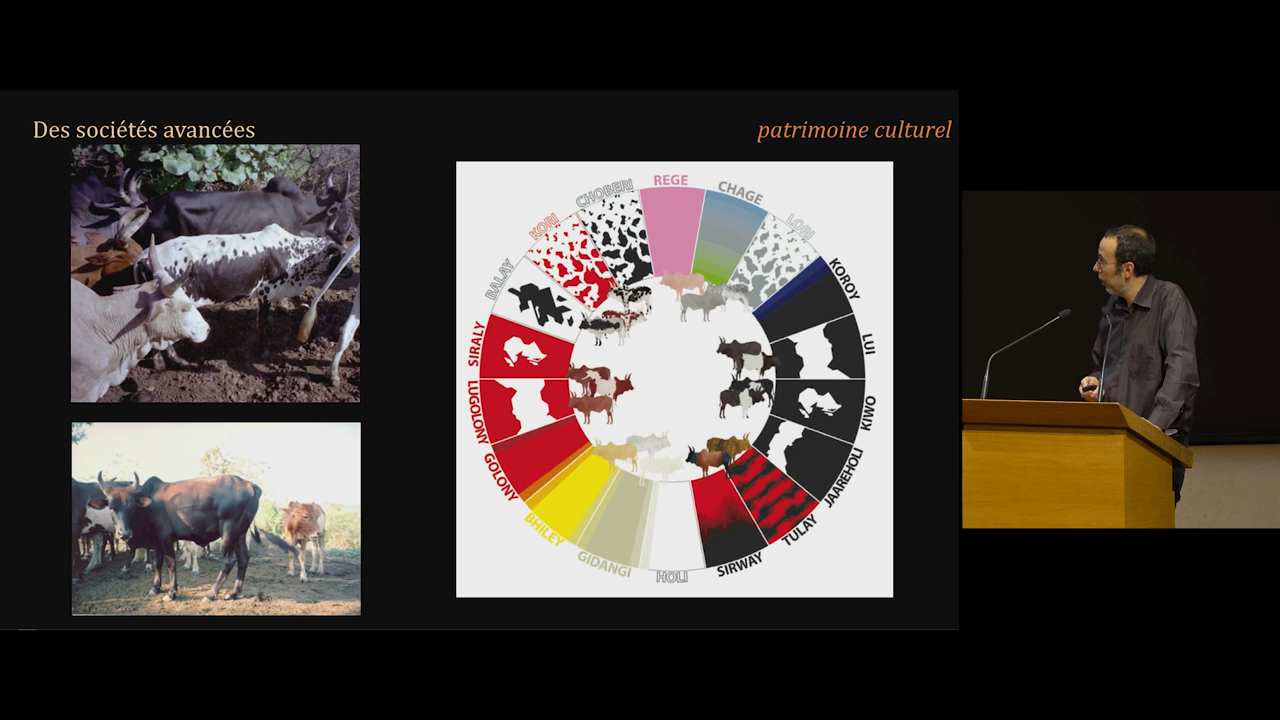 Des sociétés avancées
patrimoine culturel
REGE
CHAGE
LORI
KOROY
LUI
KIWO
JAAREHOLI
TULAY
SIRWAY
HOLI
GIDANGI
BHILEY
GOLONY
LUGOLONY
SIRALY
BALAY
KORI
CHOBERI